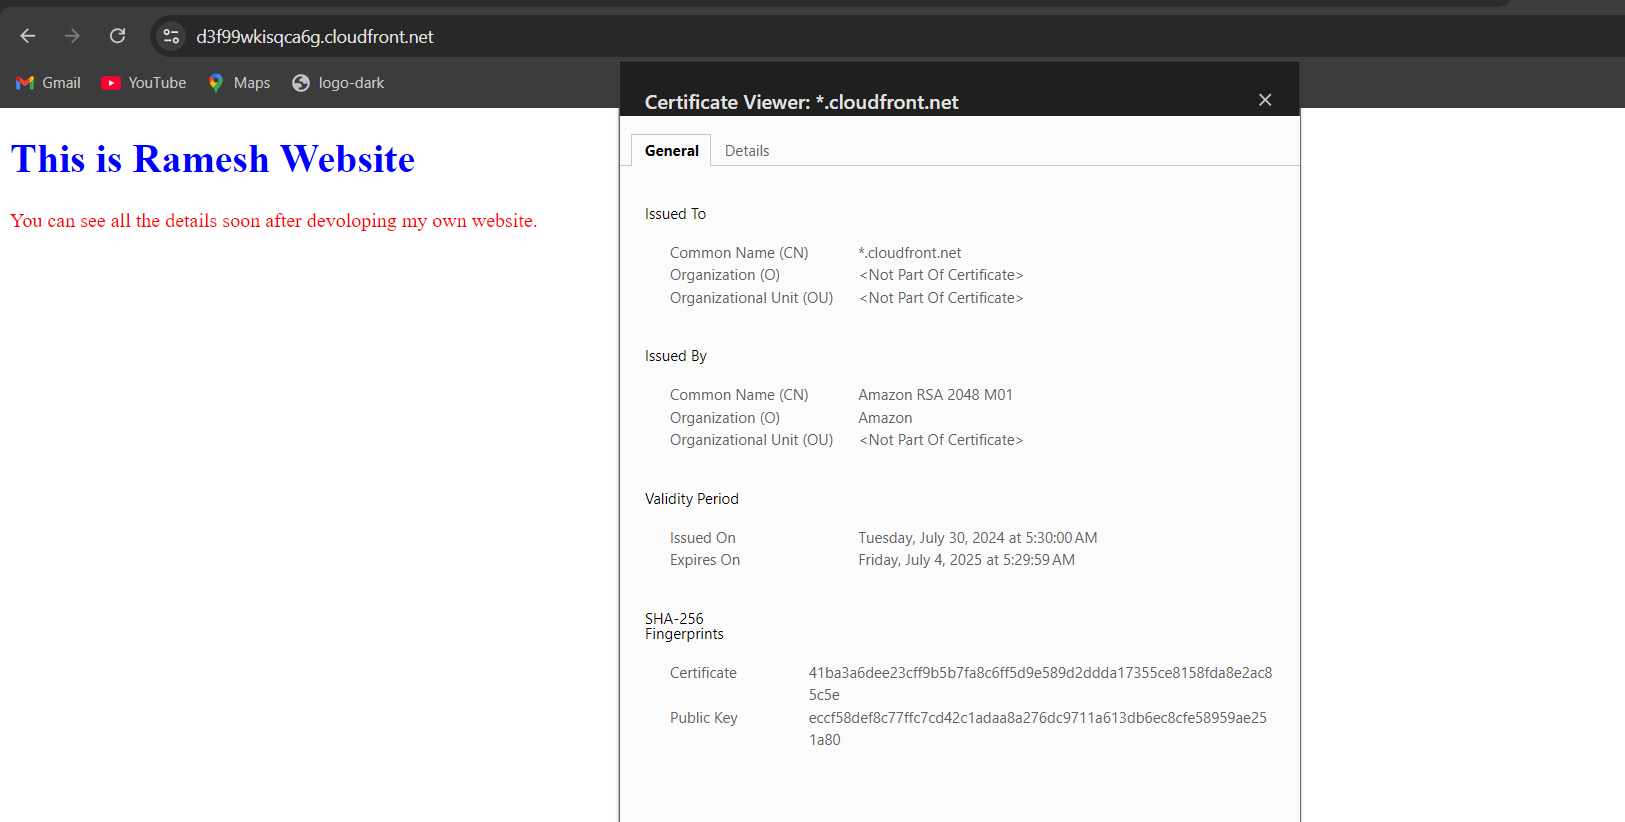 d3f99wkisqca6g.cloudfront.net
Gmail YouTube Maps logo-dark
This is Ramesh Website
You can see all the details soon after devoloping my own website.
Certificate Viewer: *.cloudfront.net
General Details
Issued To
Common Name (CN) *.cloudfront.net
Organization (O) <Not Part Of Certificate>
Organizational Unit (OU) <Not Part Of Certificate>
Issued By
Common Name (CN) Amazon RSA 2048 M01
Organization (O) Amazon
Organizational Unit (OU) <Not Part Of Certificate>
Validity Period
Issued On Tuesday, July 30, 2024 at 5:30:00 AM
Expires On Friday, July 4, 2025 at 5:29:59 AM
SHA-256
Fingerprints
Certificate 41ba3a6dee23cff9b5b7fa8c6ff5d9e589d2ddda17355ce8158fda8e2ac8
5c5e
Public Key eccf58def8c77ffc7cd42c1adaa8a276dc9711a613db6ec8cfe58959ae25
1a80